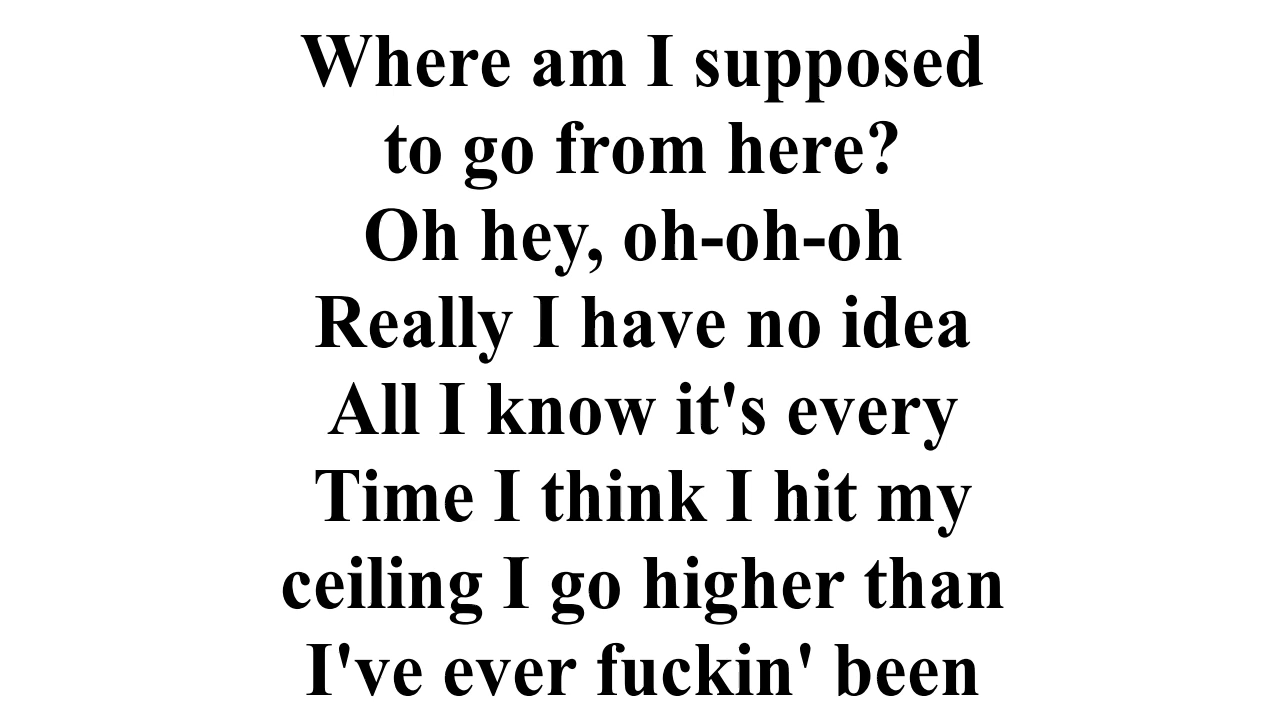 Where am I supposed
to go from here?
Oh hey, oh-oh-oh
Really I have no idea
All I know it's every
Time I think I hit my
ceiling I go higher than
I've ever fuckin' been